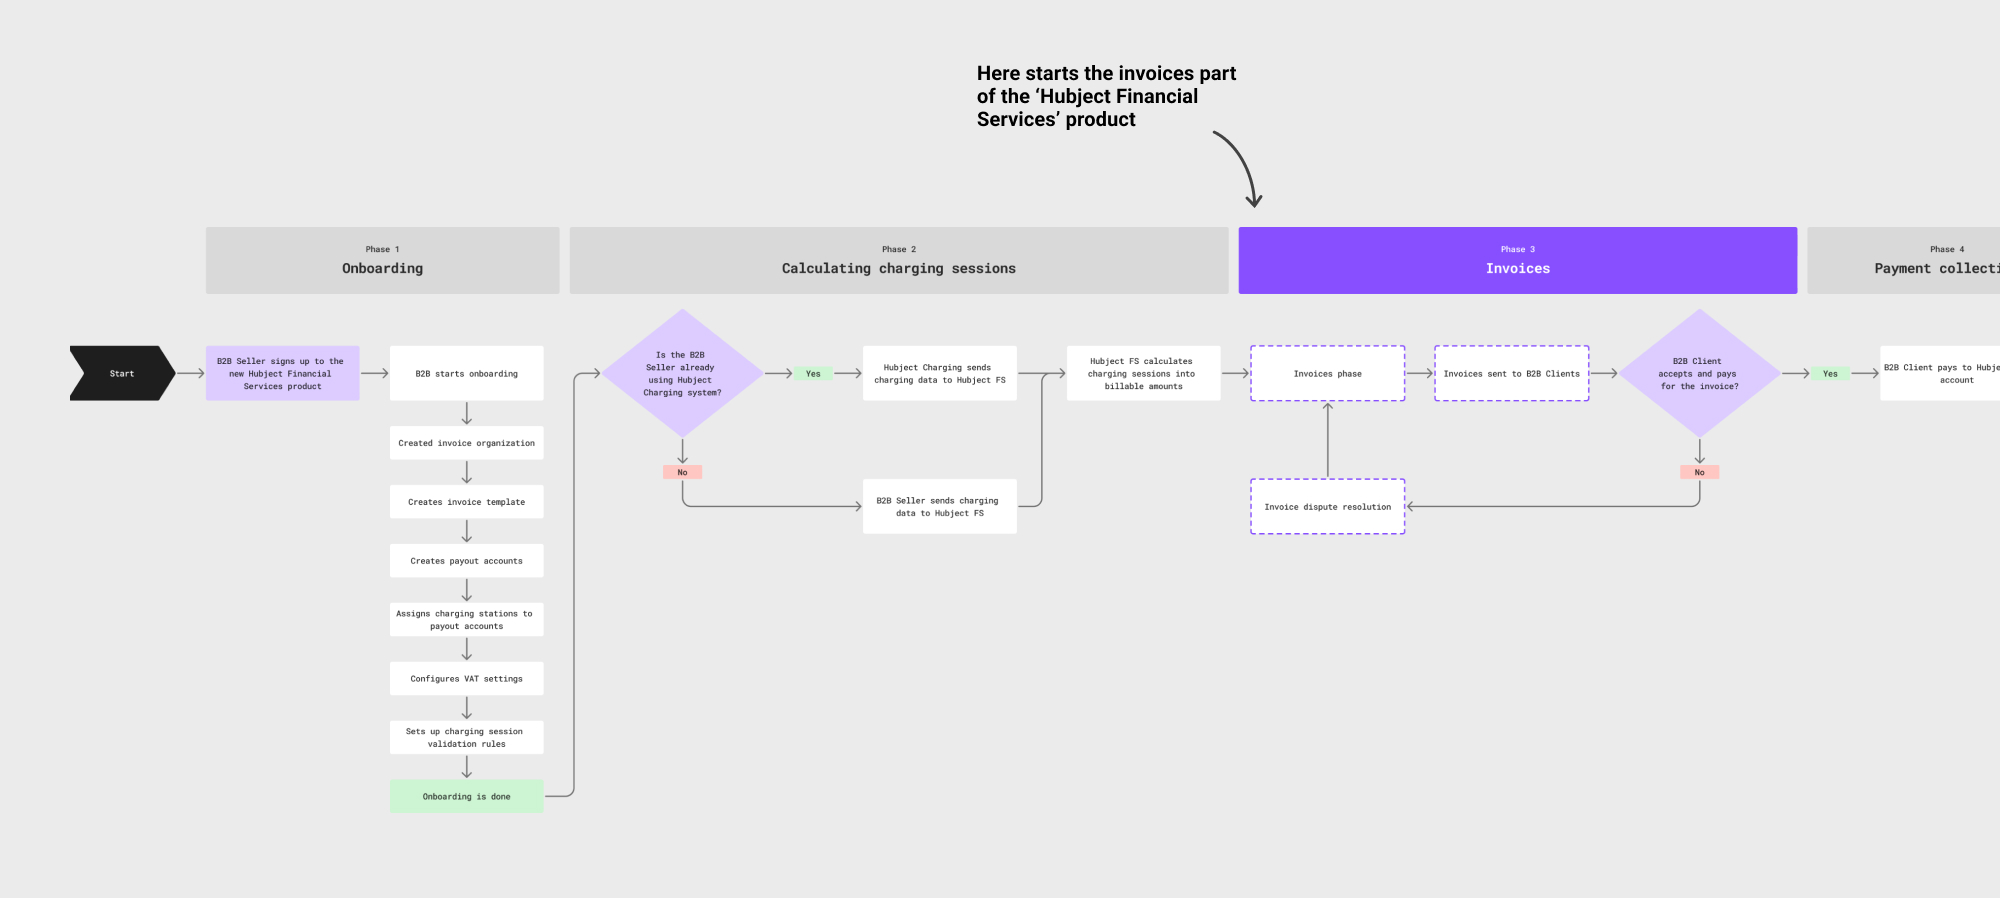 Here starts the invoices part
of the ‘Hubject Financial
Services’ product
Phase 1
Onboarding
Phase 2
Calculating charging sessions
Phase 3
Invoices
Phase 4
Payment collecti
Start
B2B Seller signs up to the
new Hubject Financial
Services product
B2B starts onboarding
Created invoice organization
Creates invoice template
Creates payout accounts
Assigns charging stations to
payout accounts
Configures VAT settings
Sets up charging session
validation rules
Onboarding is done
Is the B2B
Seller already
using Hubject
Charging system?
Yes
Hubject Charging sends
charging data to Hubject FS
No
B2B Seller sends charging
data to Hubject FS
Hubject FS calculates
charging sessions into
billable amounts
Invoices phase
Invoices sent to B2B Clients
B2B Client
accepts and pays
for the invoice?
No
Invoice dispute resolution
Yes
B2B Client pays to Hubje
account